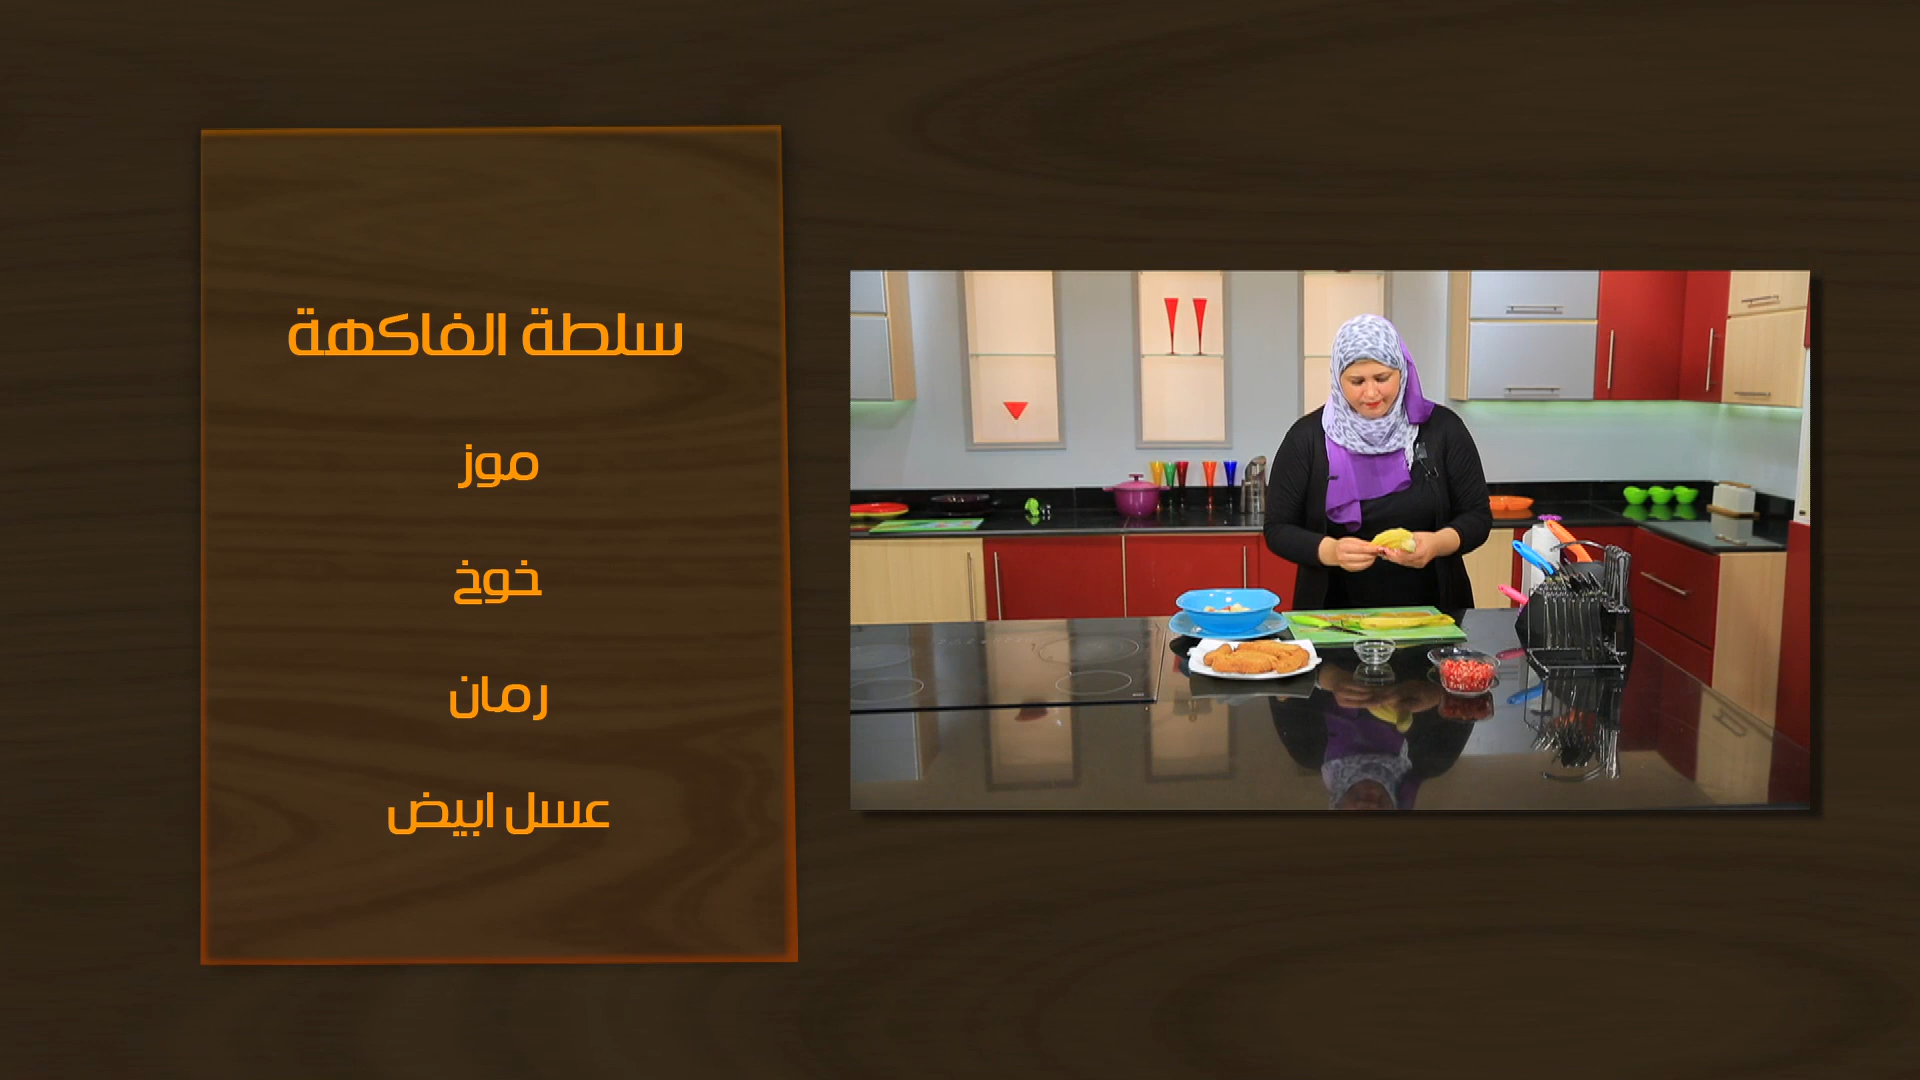 سلطة الفاكهة
موز
خوخ
رمان
عسل ابيض